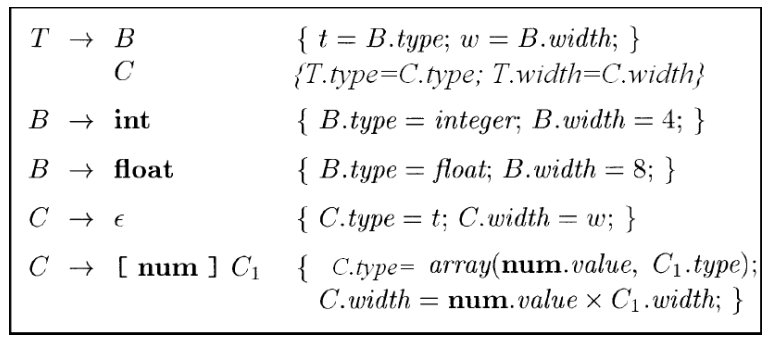 T → B { t = B.type; w = B.width; }
C {T.type=C.type; T.width=C.width}
B → int { B.type = integer; B.width = 4; }
B → float { B.type = float; B.width = 8; }
C → ϵ { C.type = t; C.width = w; }
C → [ num ] C₁ { C.type= array(num.value, C₁.type);
C.width = num.value × C₁.width; }